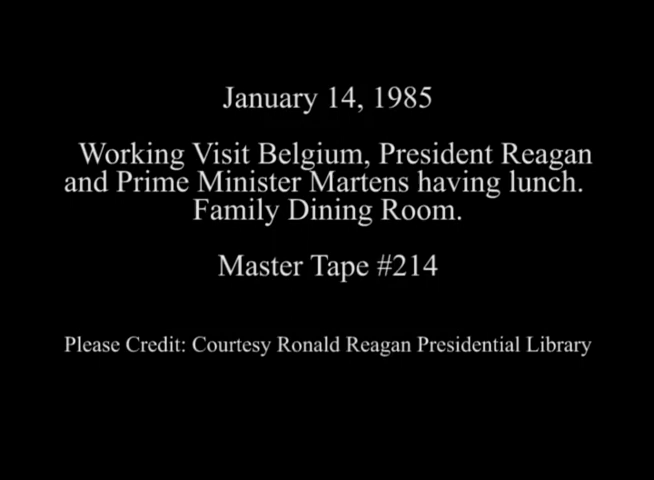 January 14, 1985
Working Visit Belgium, President Reagan
and Prime Minister Martens having lunch.
Family Dining Room.
Master Tape #214
Please Credit: Courtesy Ronald Reagan Presidential Library